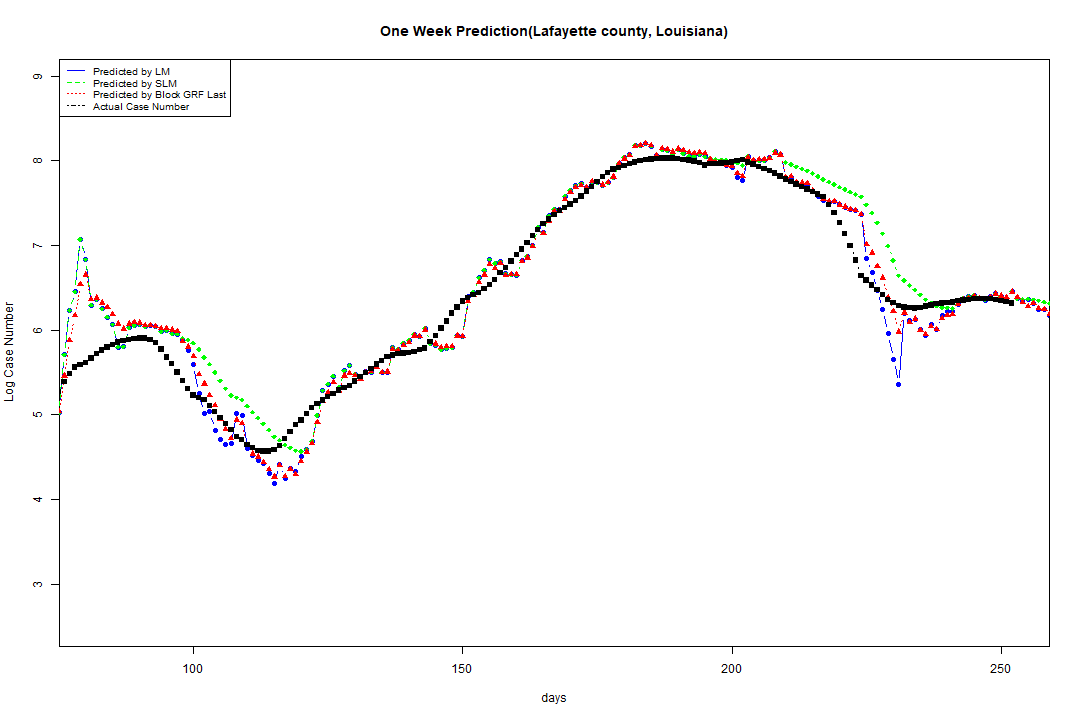 One Week Prediction(Lafayette county, Louisiana)
Predicted by LM
Predicted by SLM
Predicted by Block GRF Last
Actual Case Number
9
8
7
6
5
4
3
Log Case Number
100 150 200 250
days